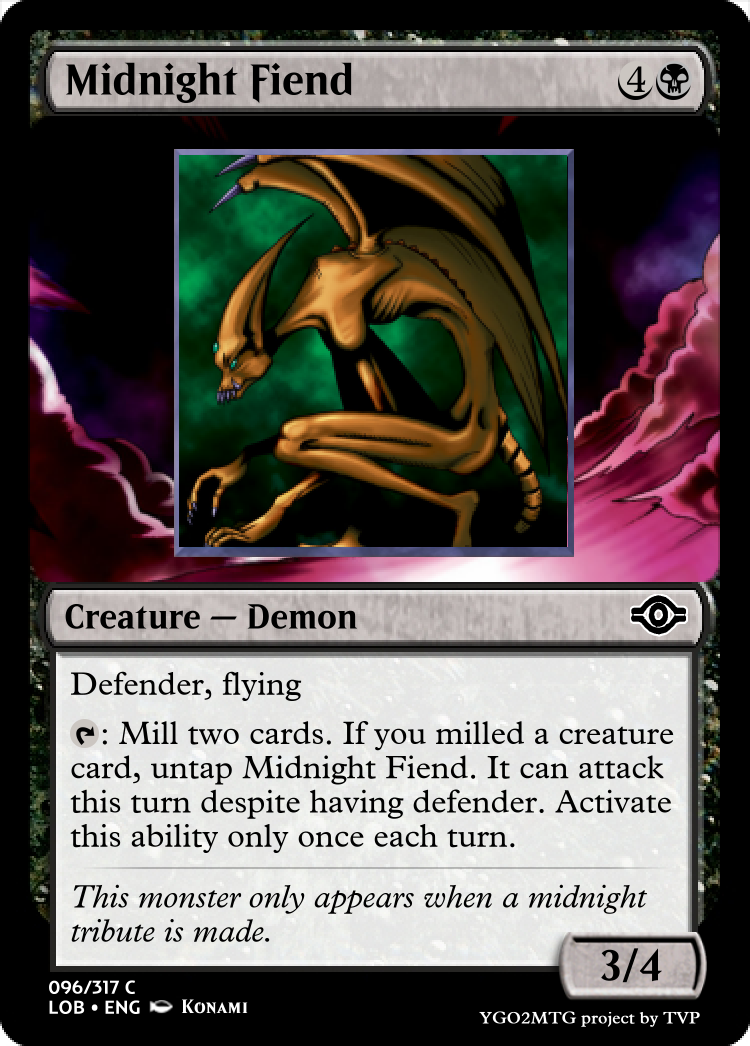 Midnight Fiend 4
Creature — Demon
Defender, flying
: Mill two cards. If you milled a creature
card, untap Midnight Fiend. It can attack
this turn despite having defender. Activate
this ability only once each turn.
This monster only appears when a midnight
tribute is made.
3/4
096/317 C
LOB • ENG KONAMI
YGO2MTG project by TVP